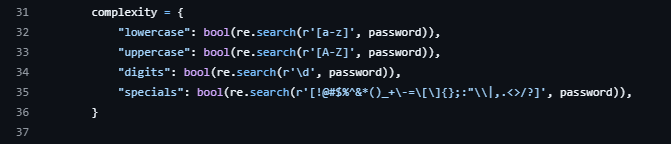 31 complexity = {
32 "lowercase": bool(re.search(r'[a-z]', password)),
33 "uppercase": bool(re.search(r'[A-Z]', password)),
34 "digits": bool(re.search(r'\d', password)),
35 "specials": bool(re.search(r'[!@#$%^&*()_+\-=\[\]{};:"\\|,.<>/?]', password)),
36 }
37